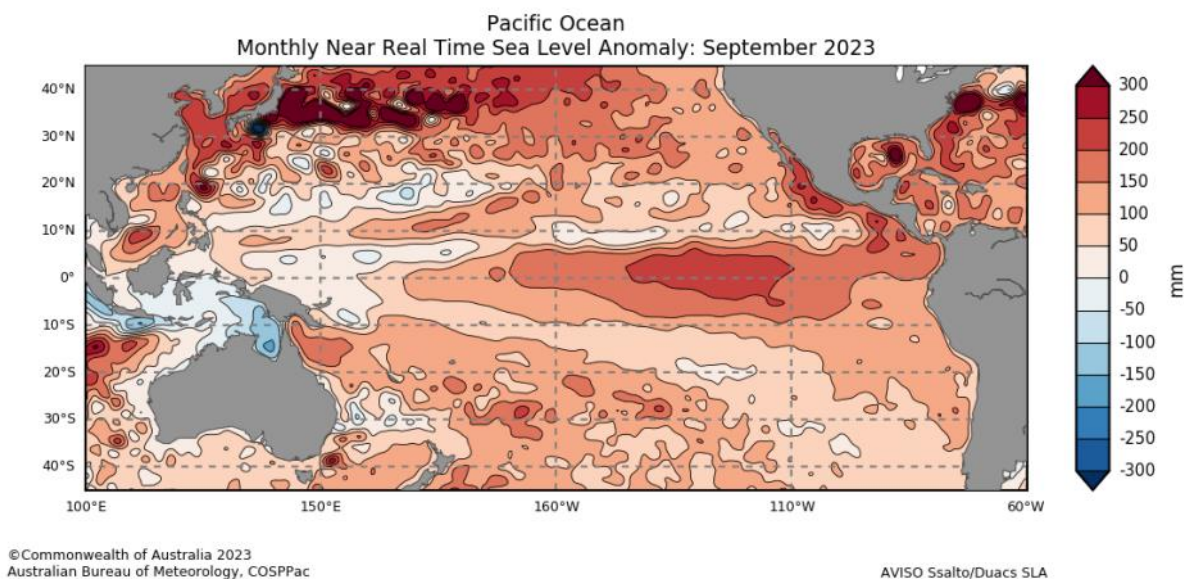 Pacific Ocean
Monthly Near Real Time Sea Level Anomaly: September 2023
40°N
30°N
20°N
10°N
0°
10°S
20°S
30°S
40°S
100°E
150°E
160°W
110°W
60°W
300
250
200
150
100
50
0
-50
-100
-150
-200
-250
-300
mm
©Commonwealth of Australia 2023
Australian Bureau of Meteorology, COSPPac
AVISO Ssalto/Duacs SLA